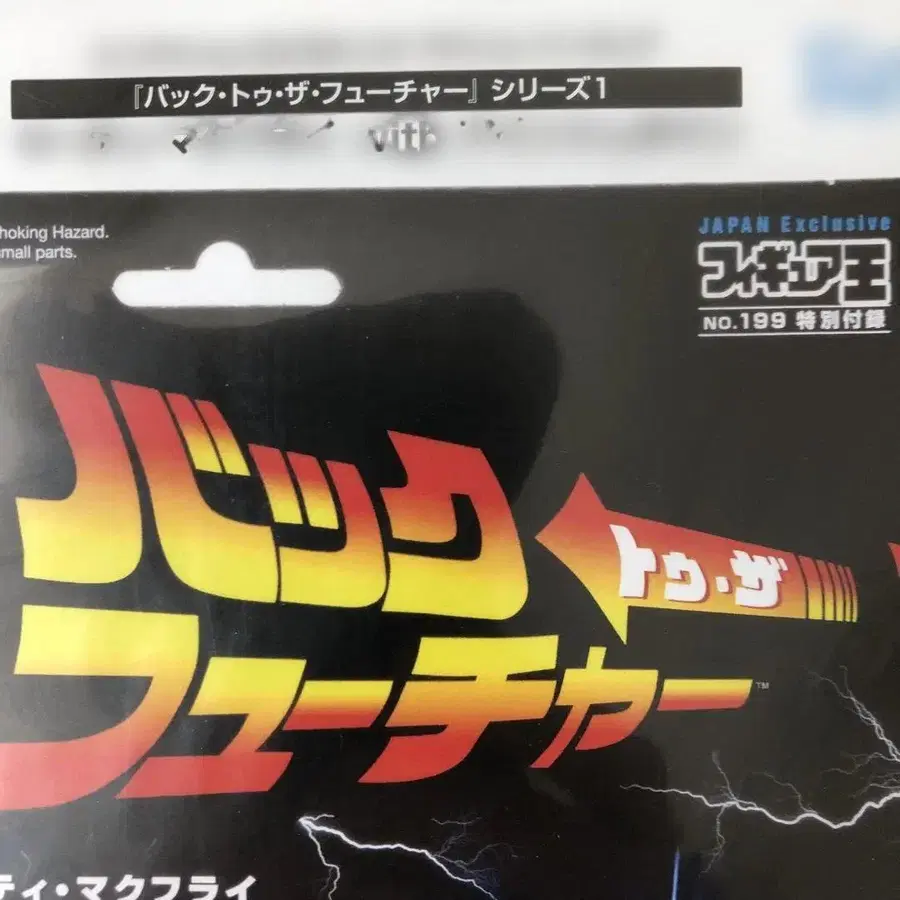 『バック・トゥ・ザ・フューチャー』シリーズ1
hoking Hazard.
mall parts.
JAPAN Exclusive
フィギュア王
NO.199 特別付録
バック
トゥ・ザ
フューチャー™
ティ・マクフライ